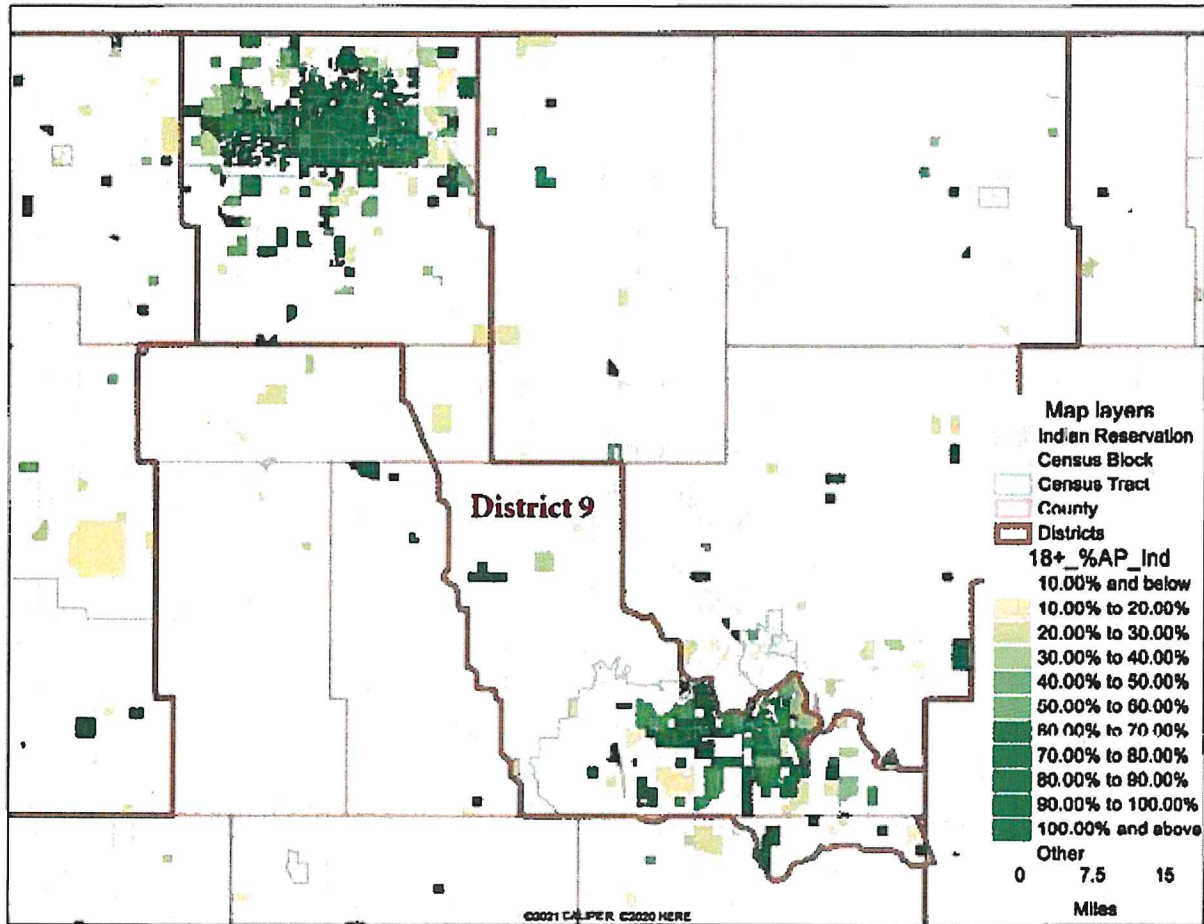 District 9
Map layers
Indian Reservation
Census Block
Census Tract
County
Districts
18+_%AP_Ind
10.00% and below
10.00% to 20.00%
20.00% to 30.00%
30.00% to 40.00%
40.00% to 50.00%
50.00% to 60.00%
60.00% to 70.00%
70.00% to 80.00%
80.00% to 90.00%
90.00% to 100.00%
100.00% and above
Other
0 7.5 15
Miles
©2021 CALIPER ©2020 HERE